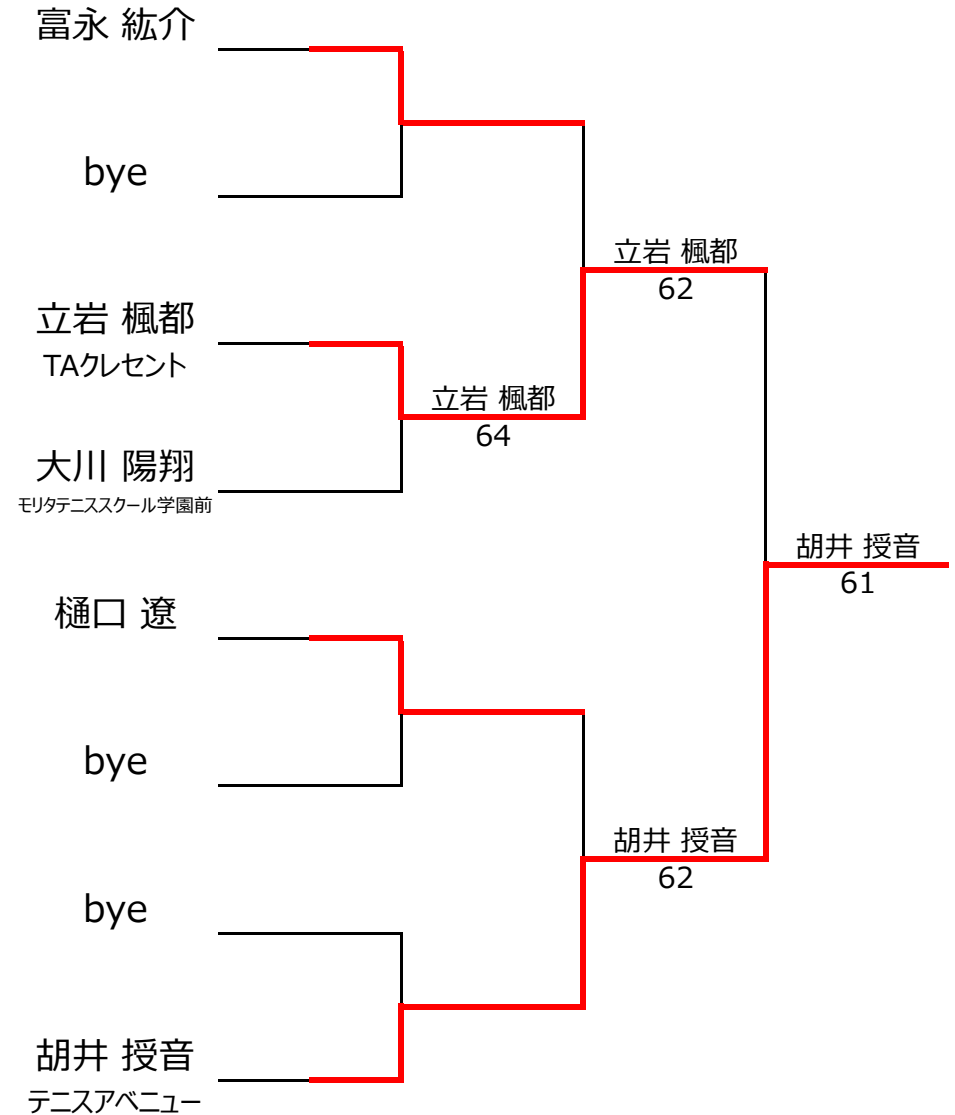 富永 紘介
bye
立岩 楓都
62
立岩 楓都
TAクレセント
立岩 楓都
64
大川 陽翔
モリタテニススクール学園前
胡井 授音
61
樋口 遼
bye
胡井 授音
62
bye
胡井 授音
テニスアベニュー